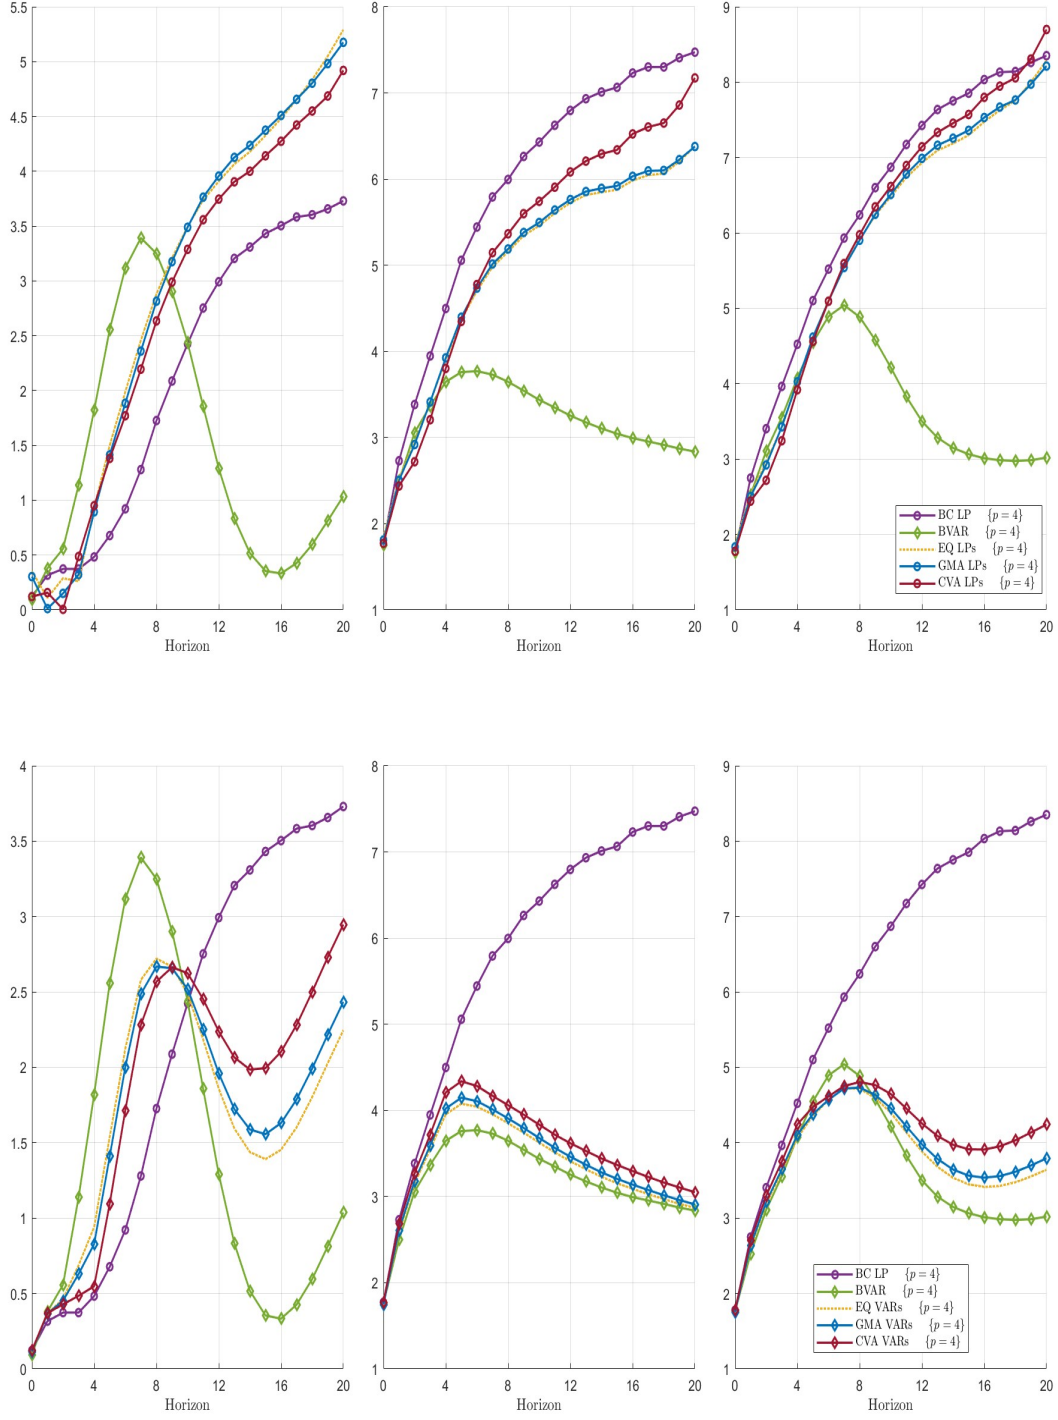 5.5
5
4.5
4
3.5
3
2.5
2
1.5
1
0.5
0
0 4 8 12 16 20
Horizon
8
7
6
5
4
3
2
1
0 4 8 12 16 20
Horizon
9
8
7
6
5
4
3
2
1
0 4 8 12 16 20
Horizon
BC LP {p = 4}
BVAR {p = 4}
EQ LPs {p = 4}
GMA LPs {p = 4}
CVA LPs {p = 4}
4
3.5
3
2.5
2
1.5
1
0.5
0
0 4 8 12 16 20
Horizon
8
7
6
5
4
3
2
1
0 4 8 12 16 20
Horizon
9
8
7
6
5
4
3
2
1
0 4 8 12 16 20
Horizon
BC LP {p = 4}
BVAR {p = 4}
EQ VARs {p = 4}
GMA VARs {p = 4}
CVA VARs {p = 4}